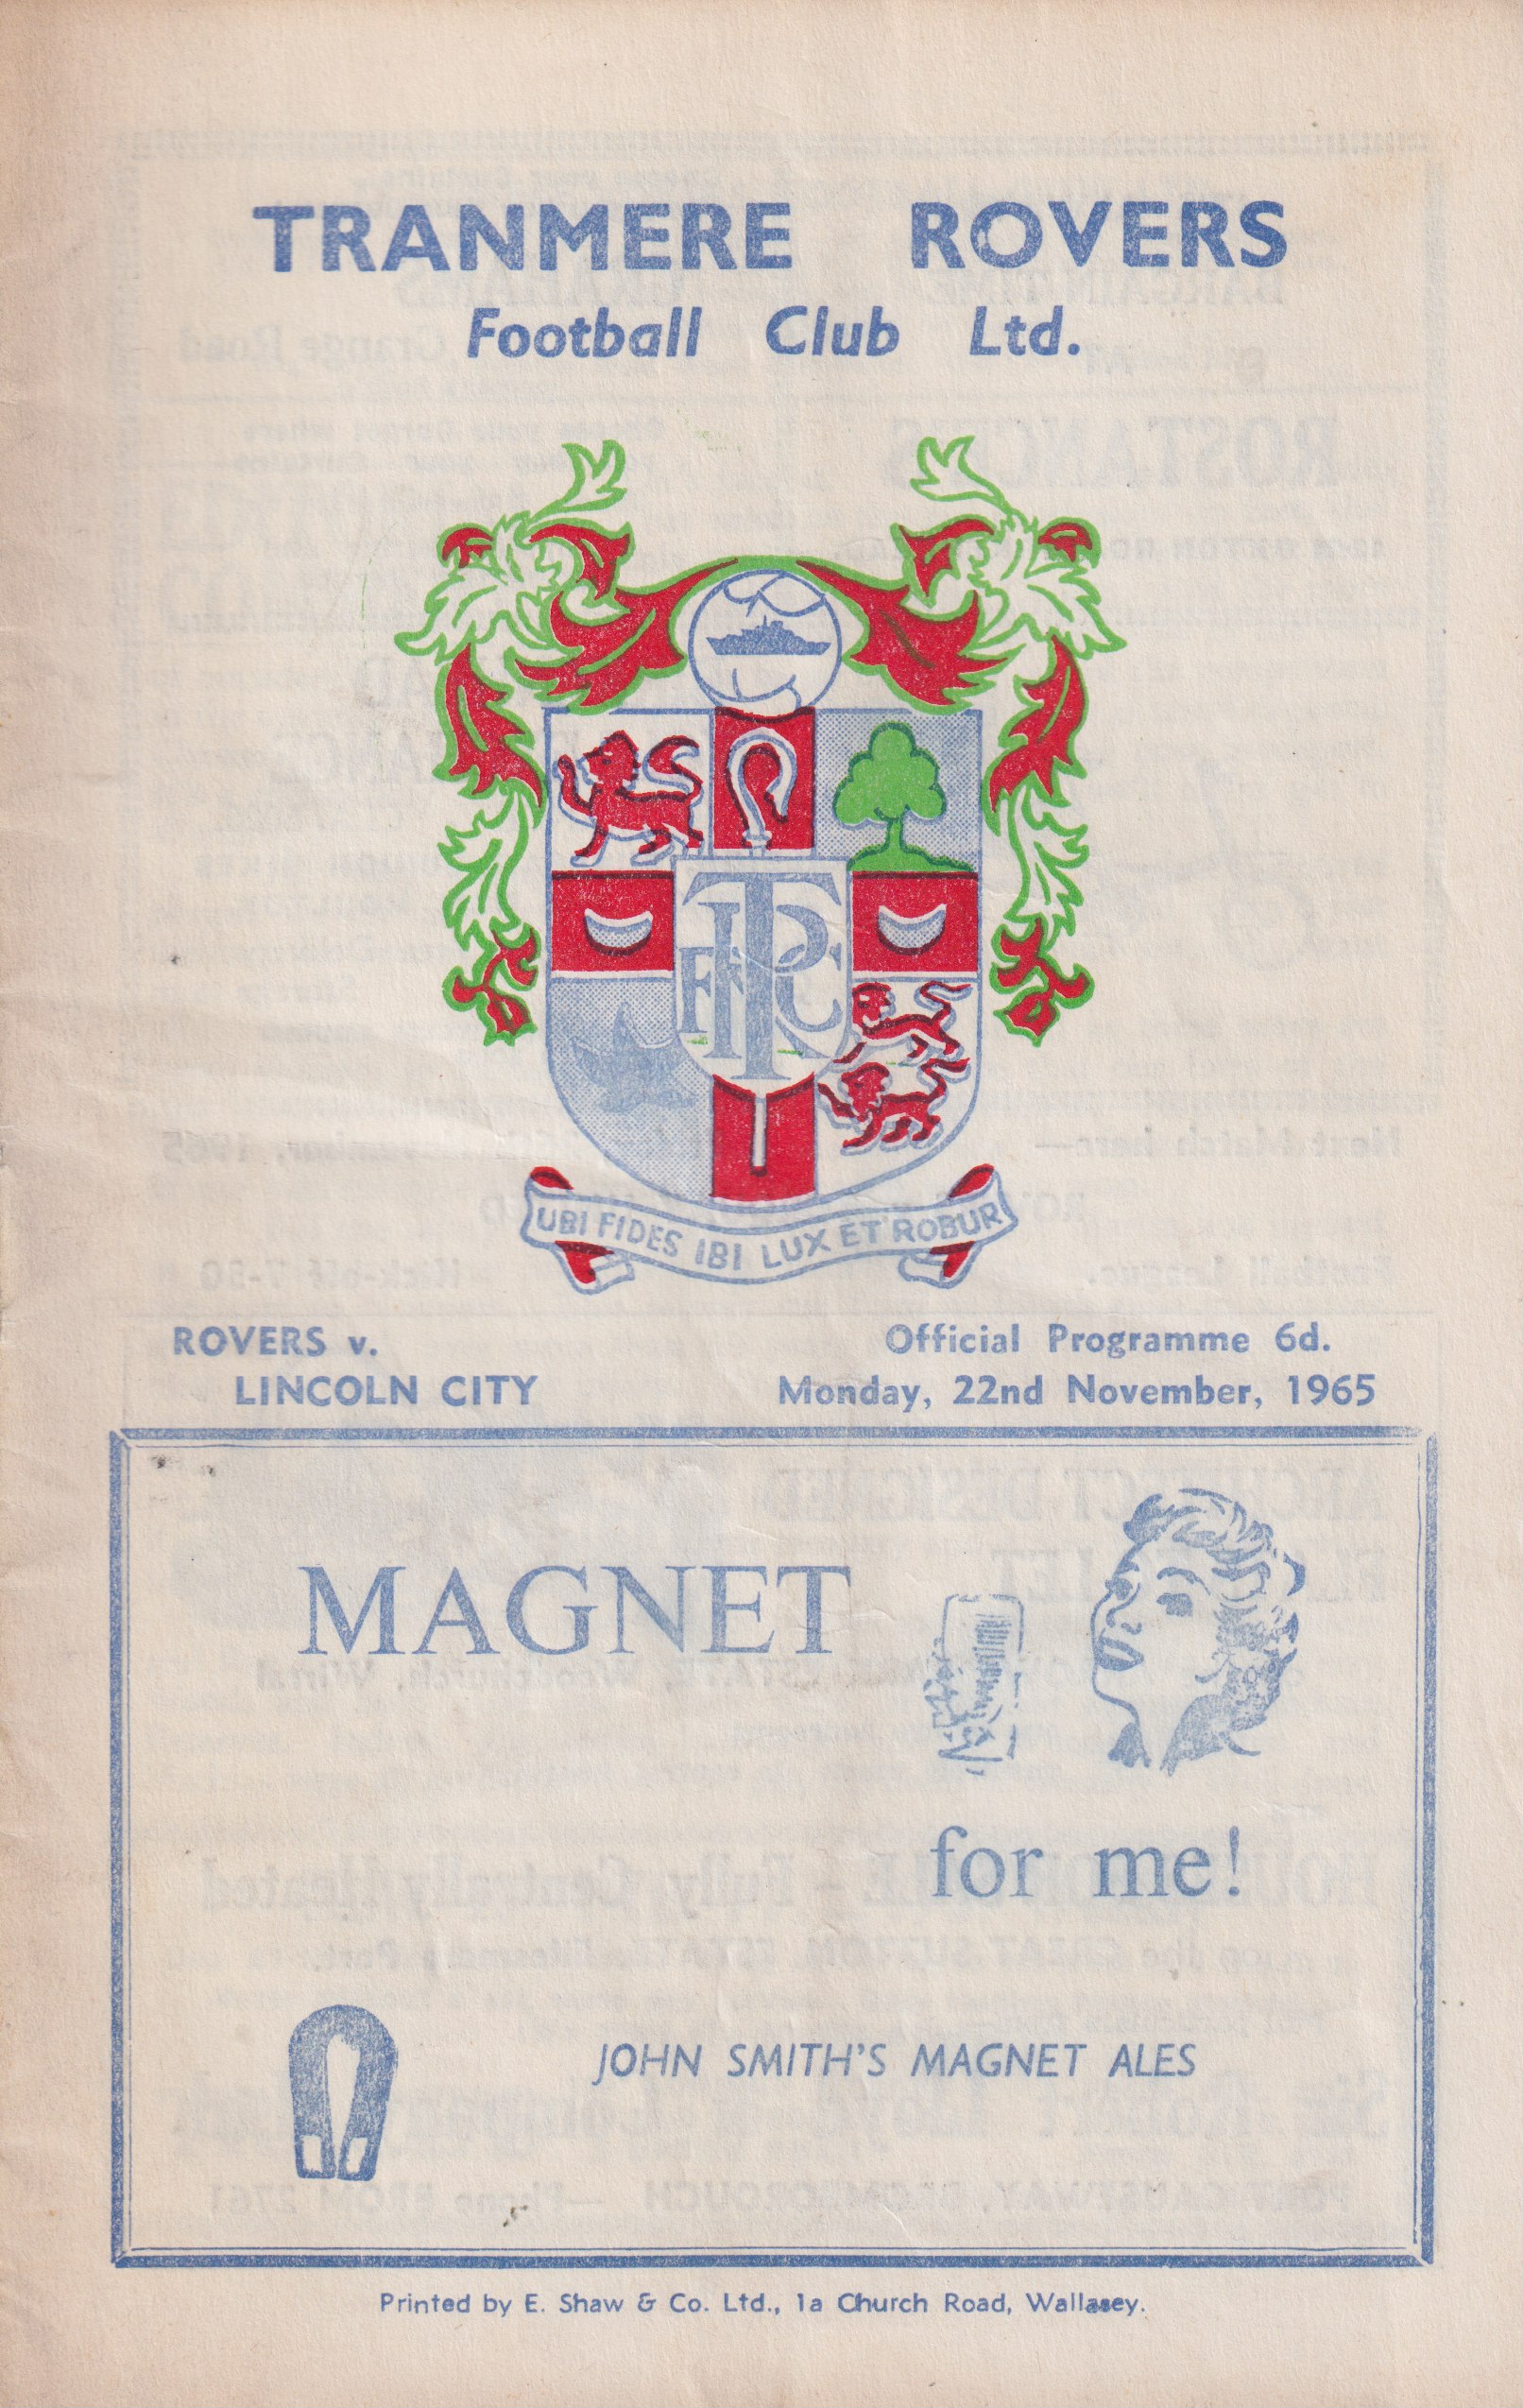 TRANMERE ROVERS
Football Club Ltd.
TRFC
UBI FIDES IBI LUX ET ROBUR
ROVERS v.
LINCOLN CITY
Official Programme 6d.
Monday, 22nd November, 1965
MAGNET
for me!
JOHN SMITH'S MAGNET ALES
Printed by E. Shaw & Co. Ltd., 1a Church Road, Wallasey.